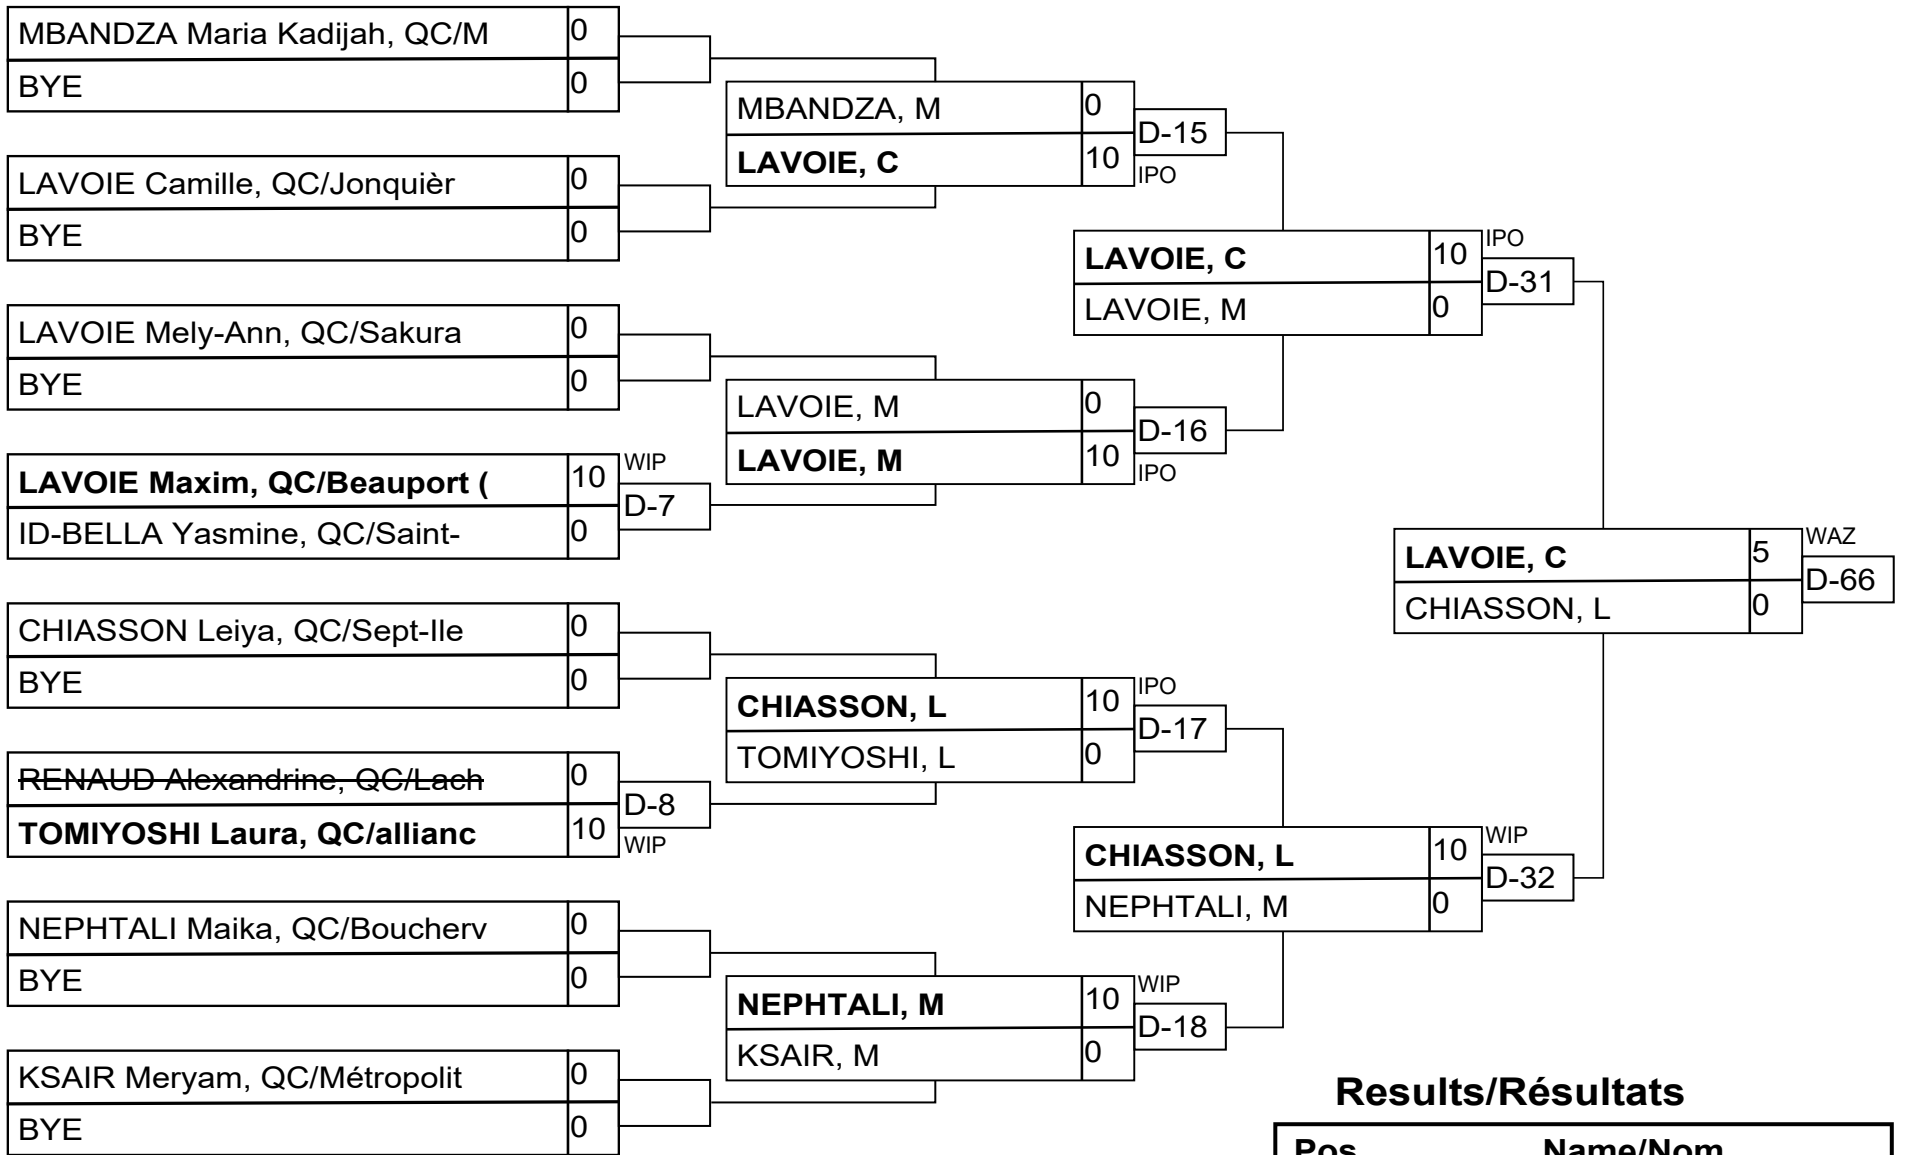 MBANDZA Maria Kadijah, QC/M 0
BYE 0
LAVOIE Camille, QC/Jonquièr 0
BYE 0
LAVOIE Mely-Ann, QC/Sakura 0
BYE 0
LAVOIE Maxim, QC/Beauport ( 10 WIP
D-7
ID-BELLA Yasmine, QC/Saint- 0
CHIASSON Leiya, QC/Sept-Ile 0
BYE 0
RENAUD Alexandrine, QC/Lach 0
D-8
TOMIYOSHI Laura, QC/allianc 10 WIP
NEPHTALI Maika, QC/Boucherv 0
BYE 0
KSAIR Meryam, QC/Métropolit 0
BYE 0
MBANDZA, M 0
D-15
LAVOIE, C 10 IPO
LAVOIE, M 0
D-16
LAVOIE, M 10 IPO
CHIASSON, L 10 IPO
D-17
TOMIYOSHI, L 0
NEPHTALI, M 10 WIP
D-18
KSAIR, M 0
LAVOIE, C 10 IPO
D-31
LAVOIE, M 0
CHIASSON, L 10 WIP
D-32
NEPHTALI, M 0
LAVOIE, C 5 WAZ
D-66
CHIASSON, L 0
Results/Résultats
Pos Name/Nom